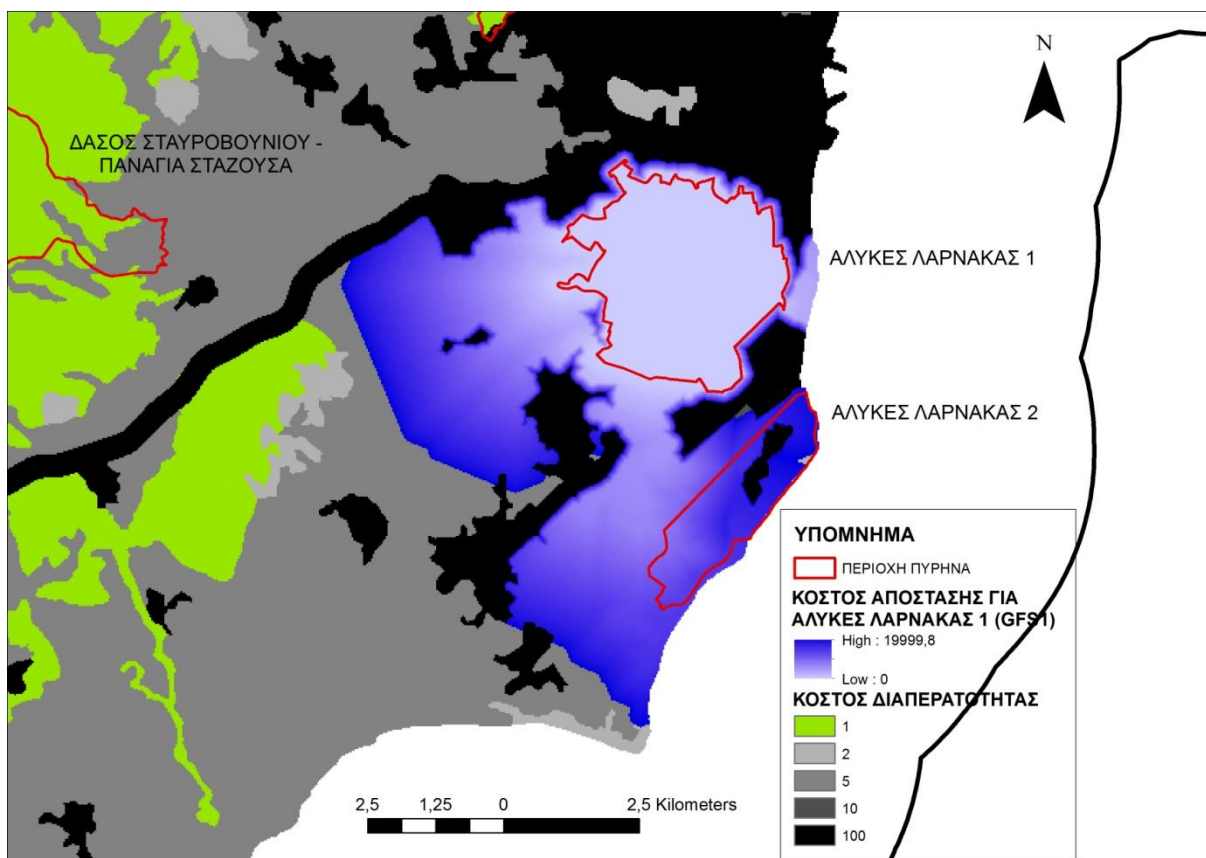 N
ΔΑΣΟΣ ΣΤΑΥΡΟΒΟΥΝΙΟΥ -
ΠΑΝΑΓΙΑ ΣΤΑΖΟΥΣΑ
ΑΛΥΚΕΣ ΛΑΡΝΑΚΑΣ 1
ΑΛΥΚΕΣ ΛΑΡΝΑΚΑΣ 2
ΥΠΟΜΝΗΜΑ
ΠΕΡΙΟΧΗ ΠΥΡΗΝΑ
ΚΟΣΤΟΣ ΑΠΟΣΤΑΣΗΣ ΓΙΑ
ΑΛΥΚΕΣ ΛΑΡΝΑΚΑΣ 1 (GFS1)
High : 19999,8
Low : 0
ΚΟΣΤΟΣ ΔΙΑΠΕΡΑΤΟΤΗΤΑΣ
1
2
5
10
100
2,5 1,25 0 2,5 Kilometers